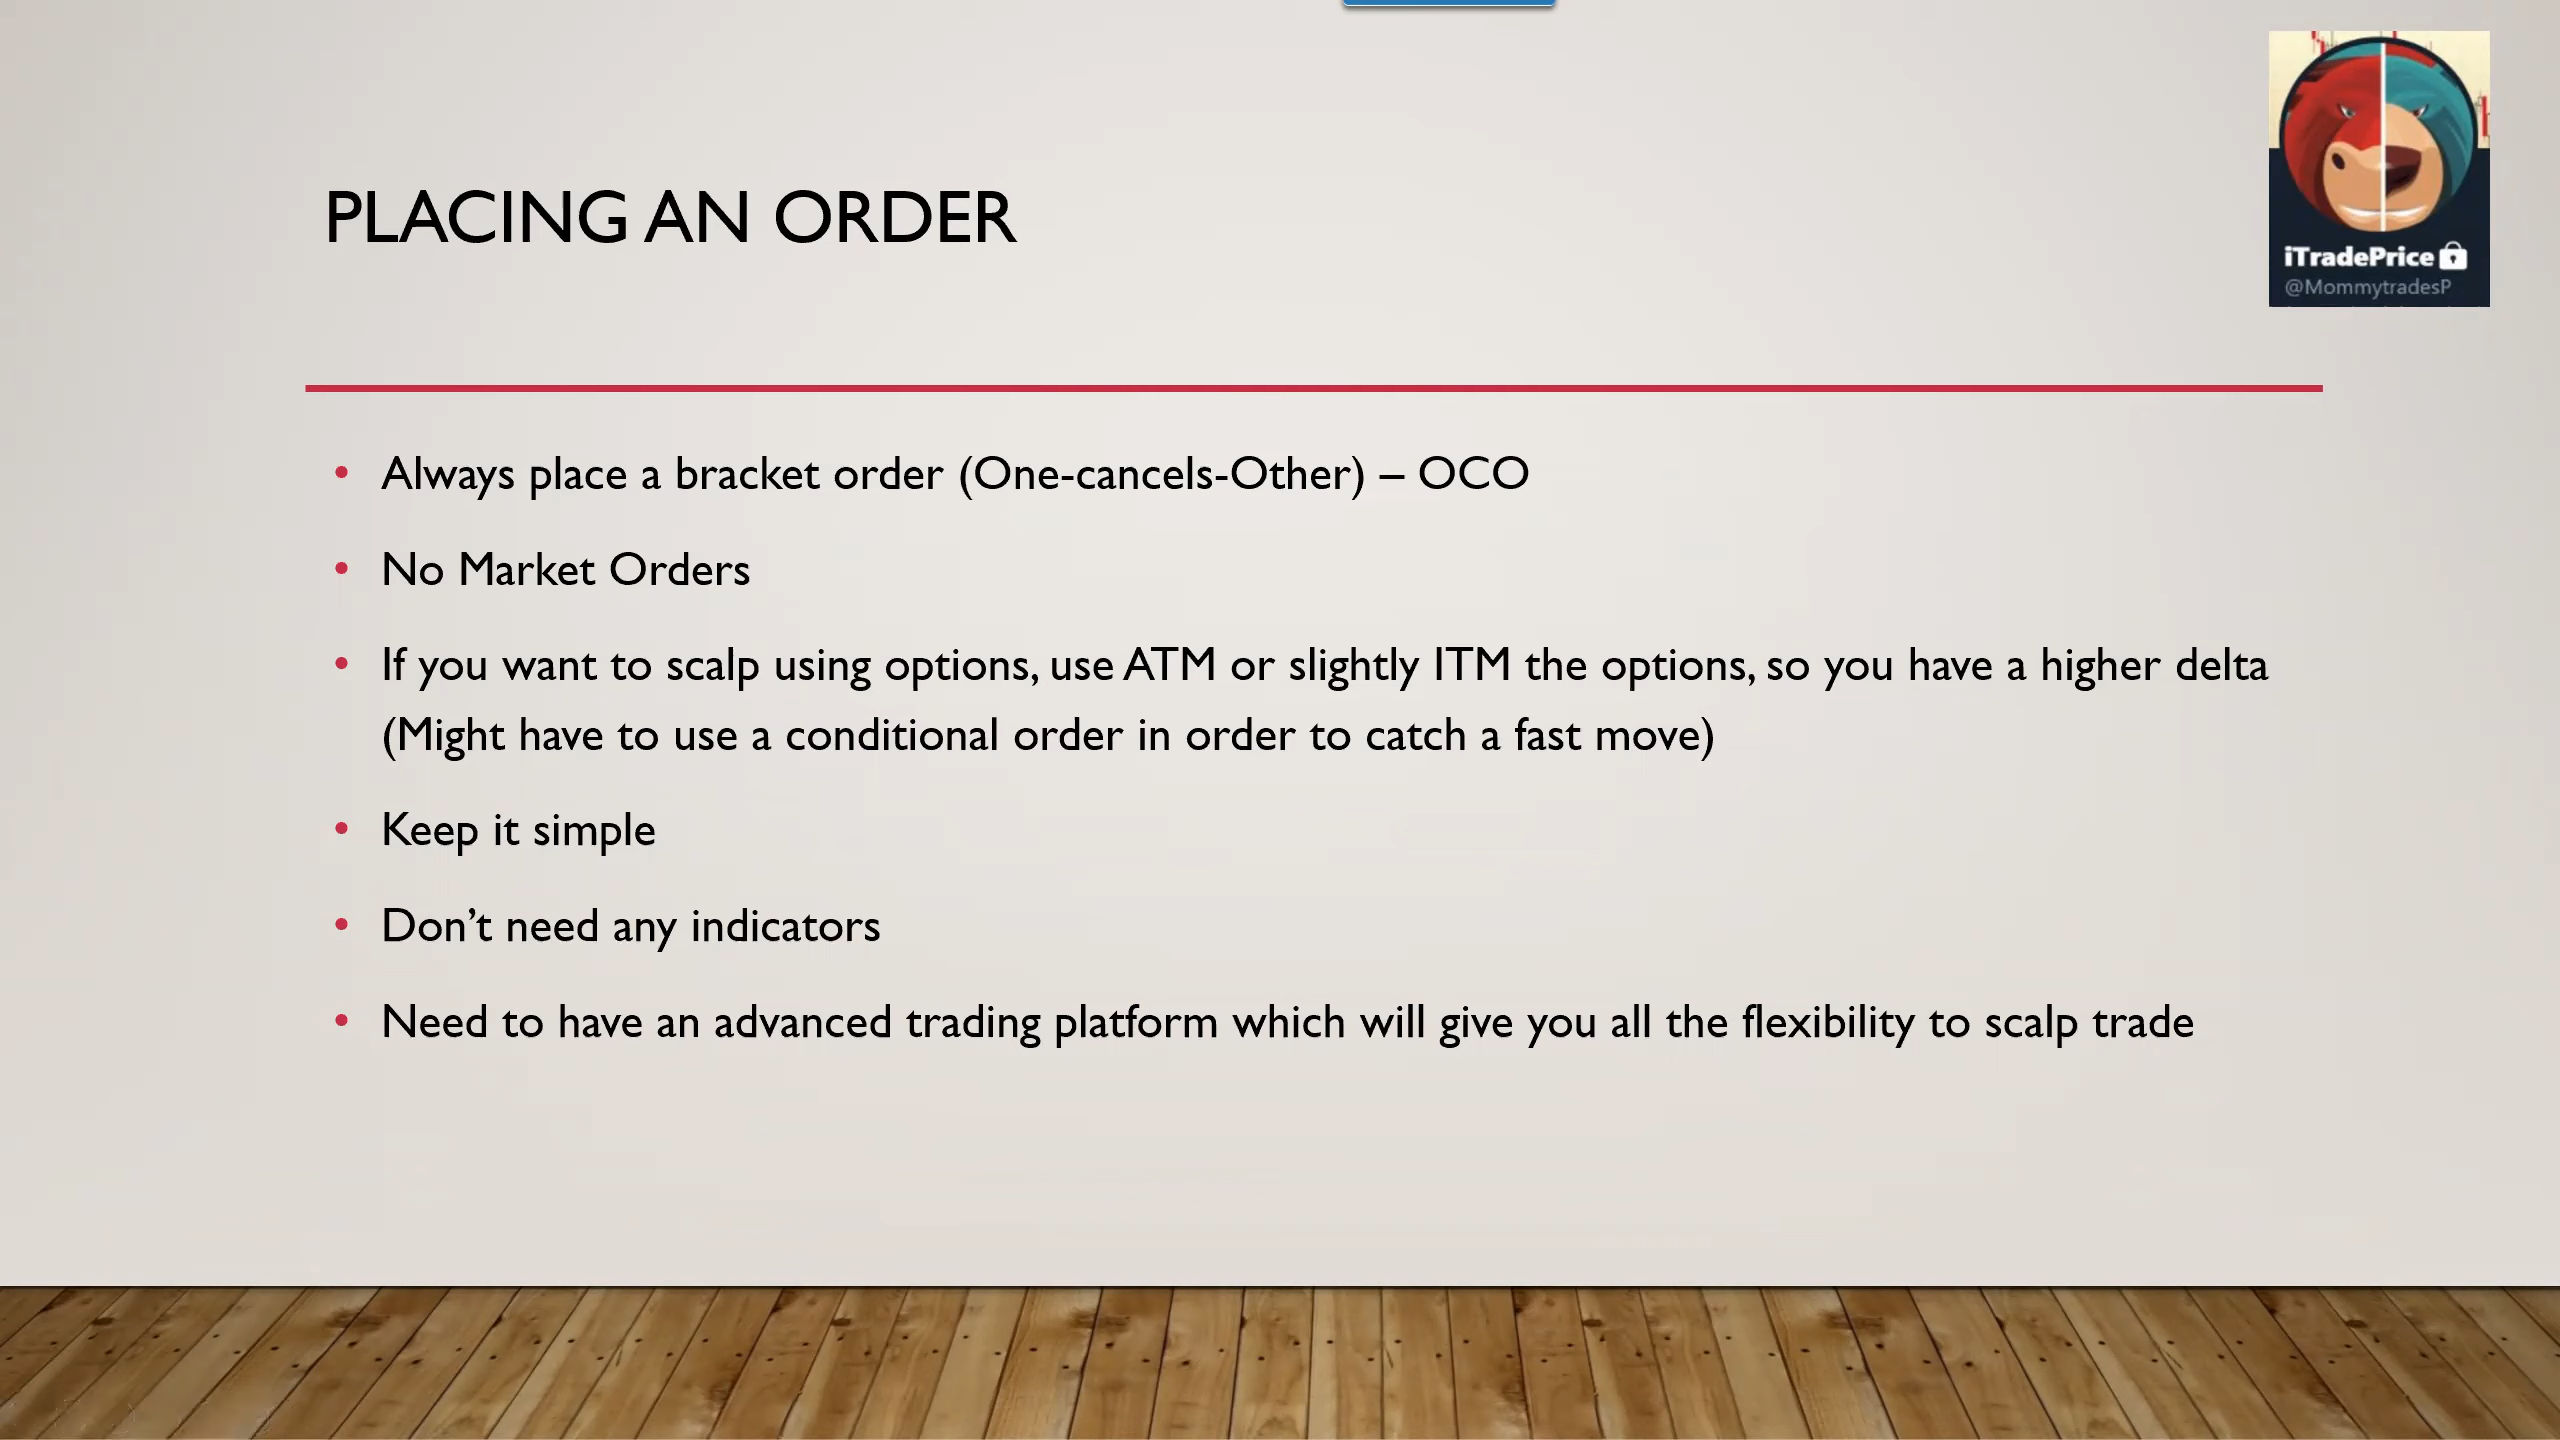 iTradePrice
@MommytradesP
PLACING AN ORDER
• Always place a bracket order (One-cancels-Other) – OCO
• No Market Orders
• If you want to scalp using options, use ATM or slightly ITM the options, so you have a higher delta
(Might have to use a conditional order in order to catch a fast move)
• Keep it simple
• Don’t need any indicators
• Need to have an advanced trading platform which will give you all the flexibility to scalp trade